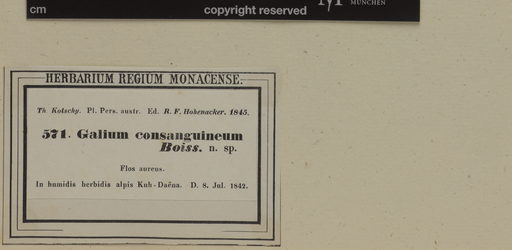 cm
copyright reserved
MÜNCHEN
HERBARIUM REGIUM MONACENSE.
Th Kotschy. Pl. Pers. austr. Ed. R. F. Hohenacker. 1845.
571. Galium consanguineum
Boiss. n. sp.
Flos aureus.
In humidis herbidis alpis Kuh-Daëna. D. 8. Jul. 1842.